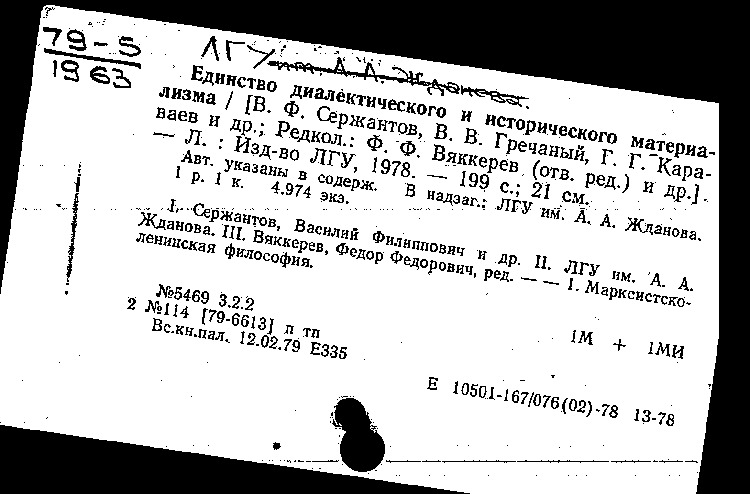 79-5
1963
ЛГУ им. А. А. Жданова.
Единство диалектического и исторического материа-
лизма / [В. Ф. Сержантов, В. В. Гречаный, Г. Г. Кара-
ваев и др.; Редкол.: Ф. Ф. Вяккерев (отв. ред.) и др.].
— Л. : Изд-во ЛГУ, 1978. — 199 с.; 21 см.
Авт. указаны в содерж. В надзаг.: ЛГУ им. А. А. Жданова.
1 р. 1 к. 4.974 экз.
I. Сержантов, Василий Филиппович и др. II. ЛГУ им. А. А.
Жданова. III. Вяккерев, Федор Федорович, ред. — — 1. Марксистско-
ленинская философия.
№5469 3.2.2
2 №114 [79-6613] п тп
Вс.кн.пал. 12.02.79 Е335
1М + 1МИ
Е 10501-167/076(02)-78 13-78